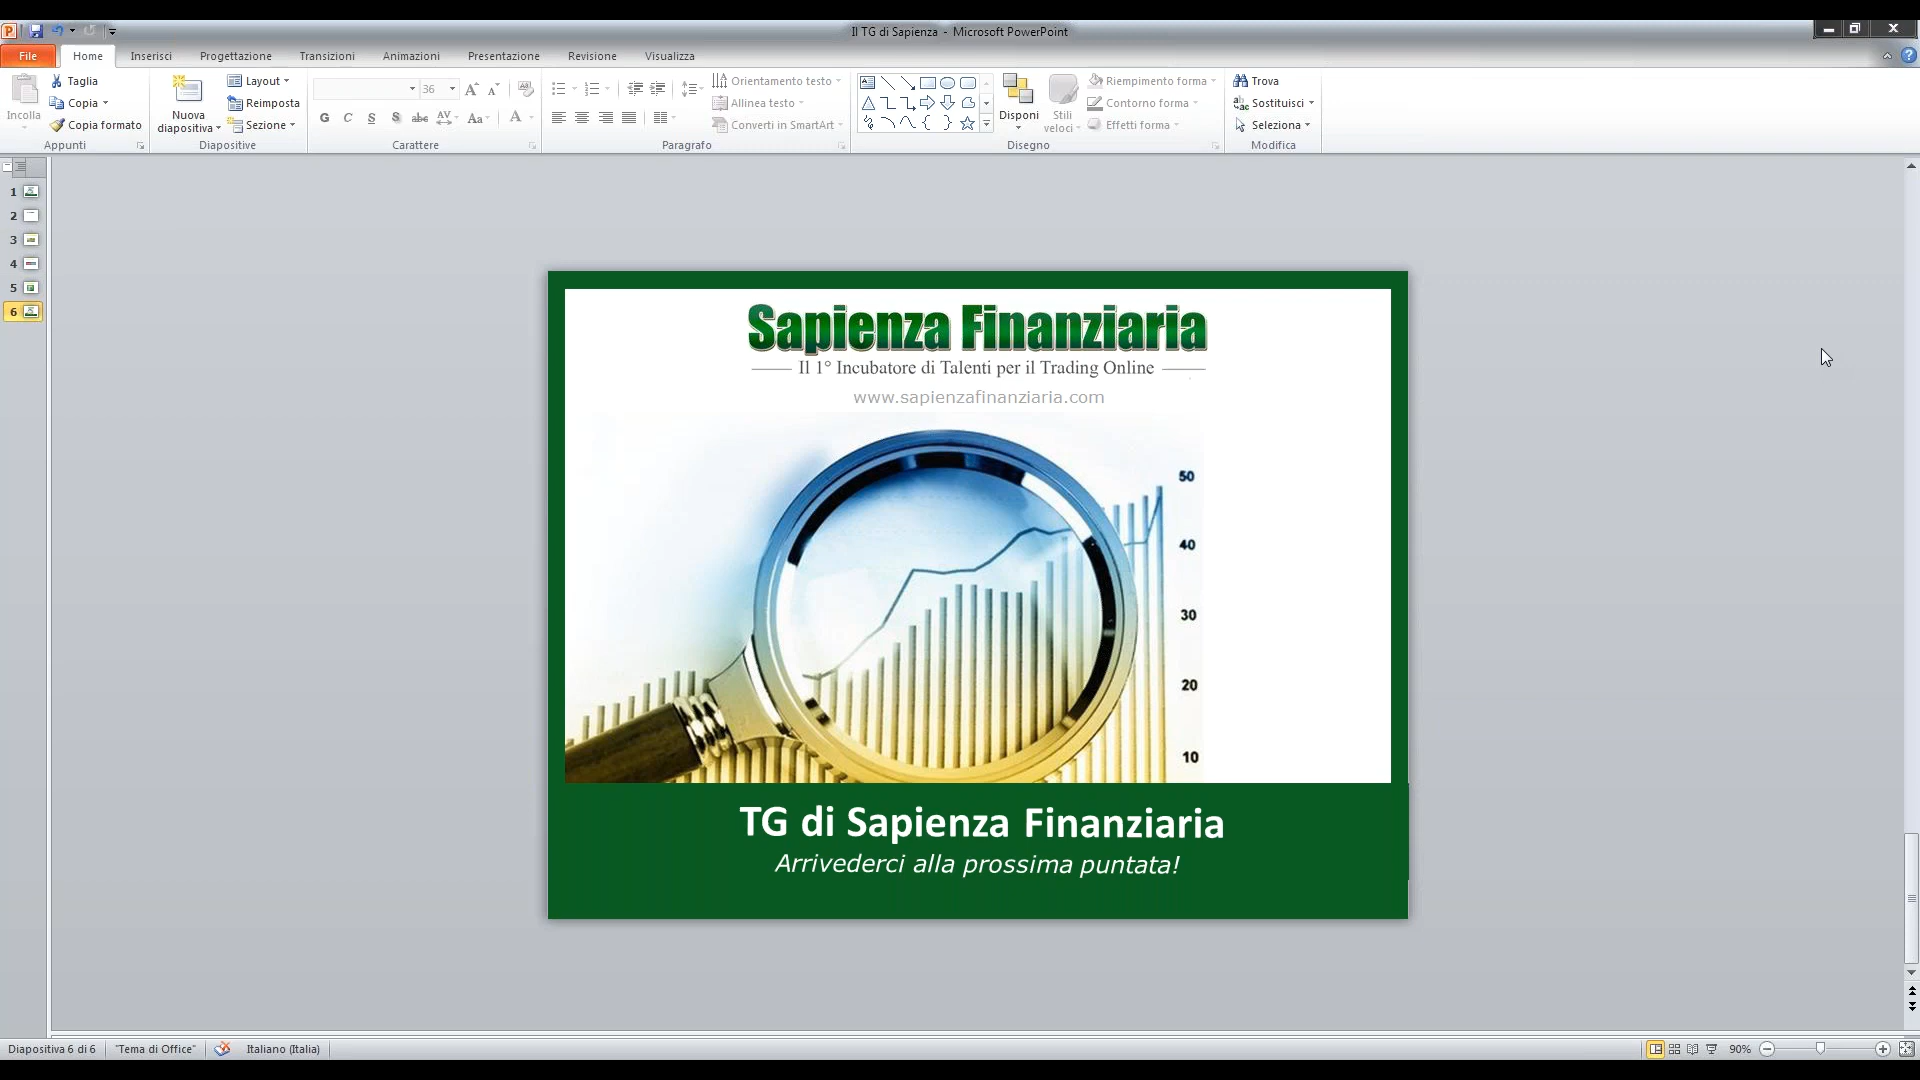 Il TG di Sapienza - Microsoft PowerPoint
File Home Inserisci Progettazione Transizioni Animazioni Presentazione Revisione Visualizza
Incolla
Taglia
Copia
Copia formato
Appunti
Nuova diapositiva
Layout
Reimposta
Sezione
Diapositive
36
G C S S abc AV Aa A
Carattere
Orientamento testo
Allinea testo
Converti in SmartArt
Paragrafo
Disponi
Stili veloci
Riempimento forma
Contorno forma
Effetti forma
Disegno
Trova
Sostituisci
Seleziona
Modifica
1
2
3
4
5
6
Sapienza Finanziaria
Il 1° Incubatore di Talenti per il Trading Online
www.sapienzafinanziaria.com
50
40
30
20
10
TG di Sapienza Finanziaria
Arrivederci alla prossima puntata!
Diapositiva 6 di 6 "Tema di Office" Italiano (Italia) 90%